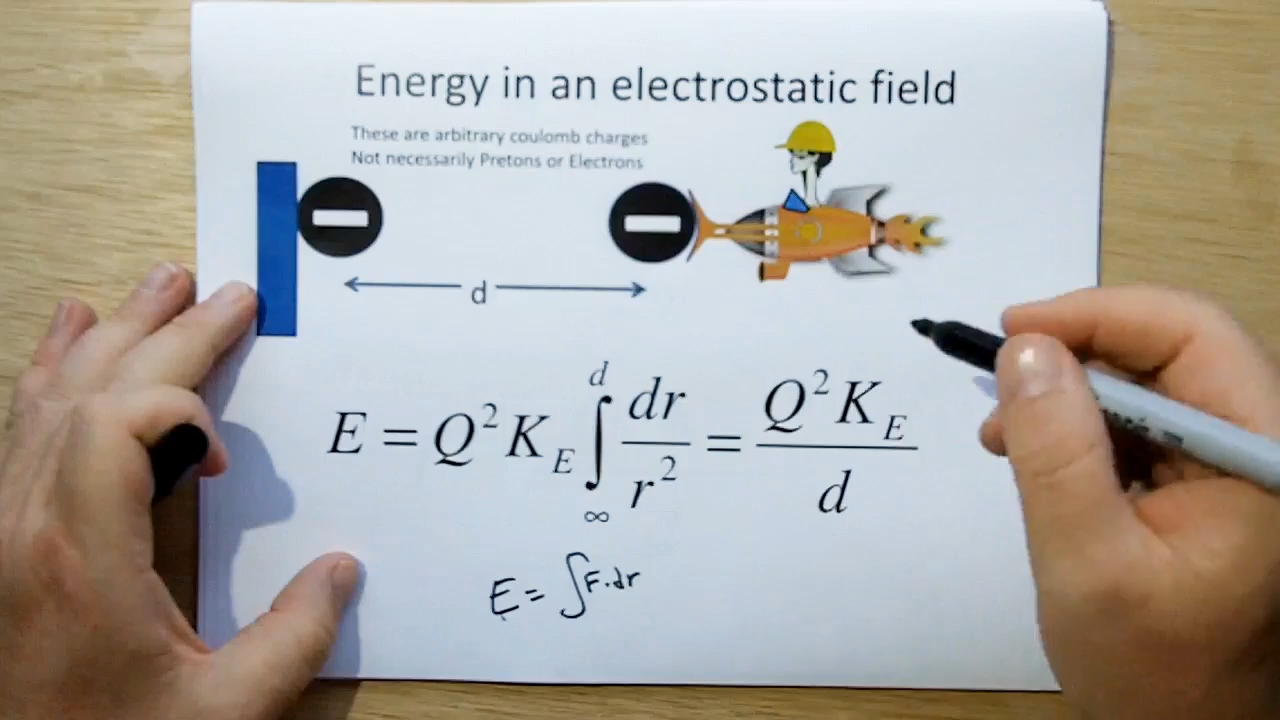 Energy in an electrostatic field
These are arbitrary coulomb charges
Not necessarily Pretons or Electrons
d
E = Q²K_E ∫_∞^d dr/r² = Q²K_E/d
E = ∫F·dr